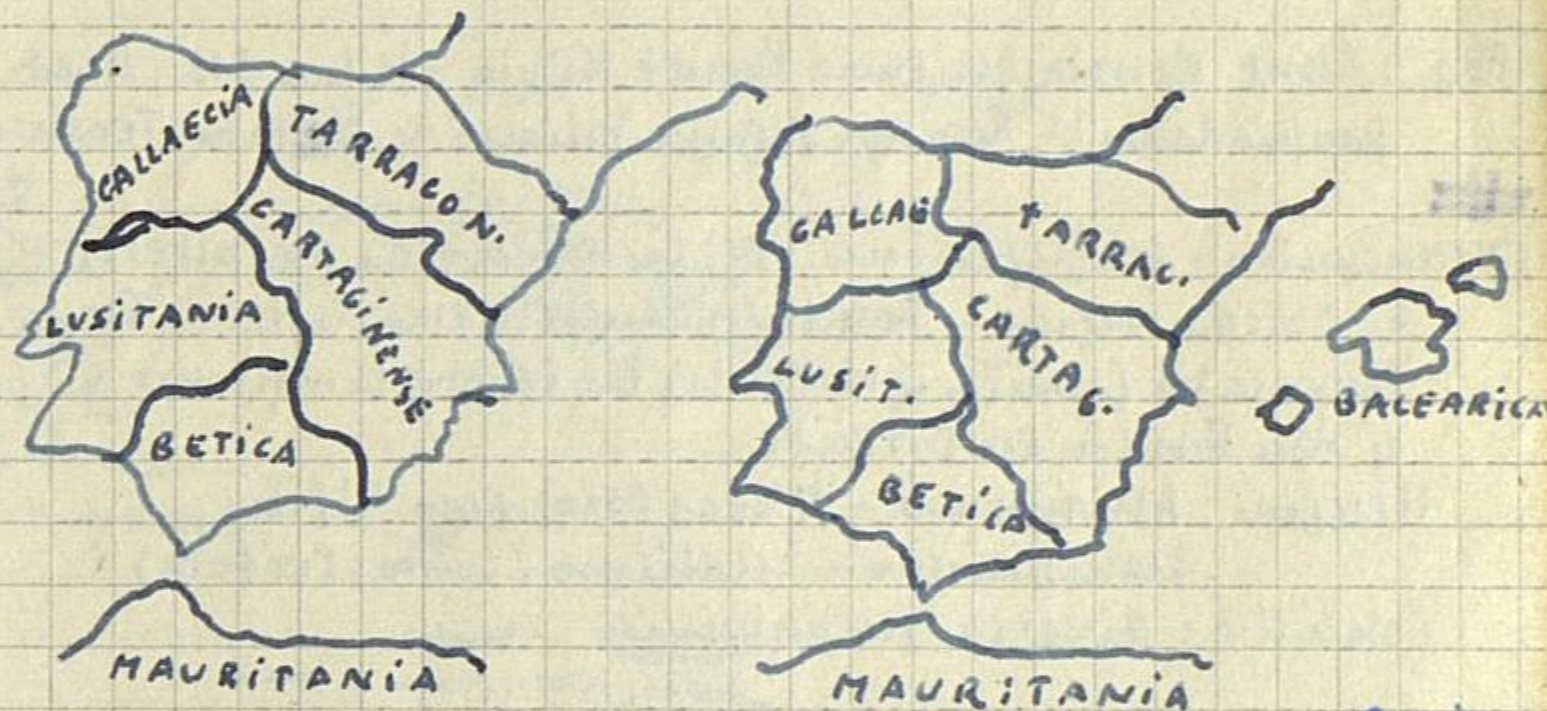 CALLAECIA
TARRACON.
CARTAGINENSE
LUSITANIA
BETICA
MAURITANIA
CALLAE
TARRAC.
CARTAG.
LUSIT.
BETICA
BALEARICA
MAURITANIA